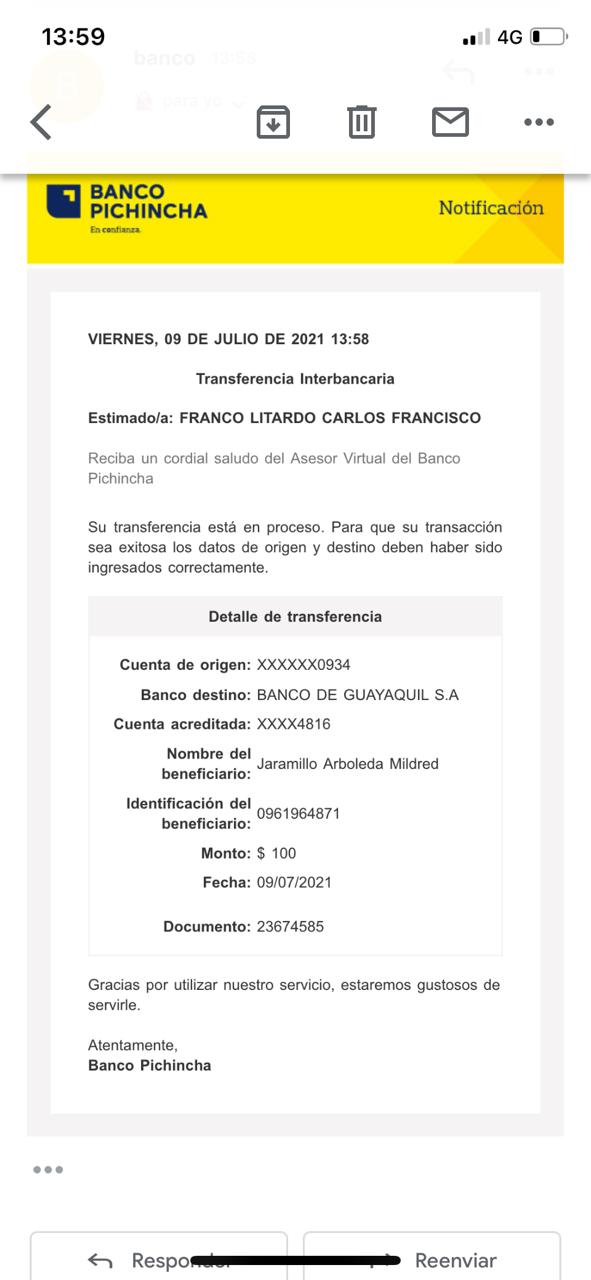 13:59
4G
banco 13:58
B
para yo
BANCO
PICHINCHA
En confianza.
Notificación
VIERNES, 09 DE JULIO DE 2021 13:58
Transferencia Interbancaria
Estimado/a: FRANCO LITARDO CARLOS FRANCISCO
Reciba un cordial saludo del Asesor Virtual del Banco
Pichincha
Su transferencia está en proceso. Para que su transacción
sea exitosa los datos de origen y destino deben haber sido
ingresados correctamente.
Detalle de transferencia
Cuenta de origen: XXXXXX0934
Banco destino: BANCO DE GUAYAQUIL S.A
Cuenta acreditada: XXXX4816
Nombre del
beneficiario: Jaramillo Arboleda Mildred
Identificación del
beneficiario: 0961964871
Monto: $ 100
Fecha: 09/07/2021
Documento: 23674585
Gracias por utilizar nuestro servicio, estaremos gustosos de
servirle.
Atentamente,
Banco Pichincha
Responder
Reenviar